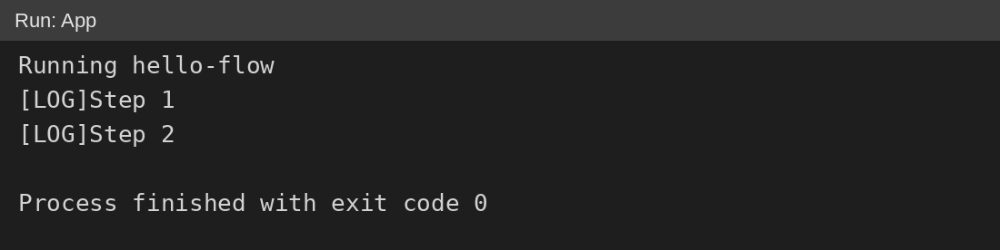 Run: App
Running hello-flow
[LOG]Step 1
[LOG]Step 2
Process finished with exit code 0